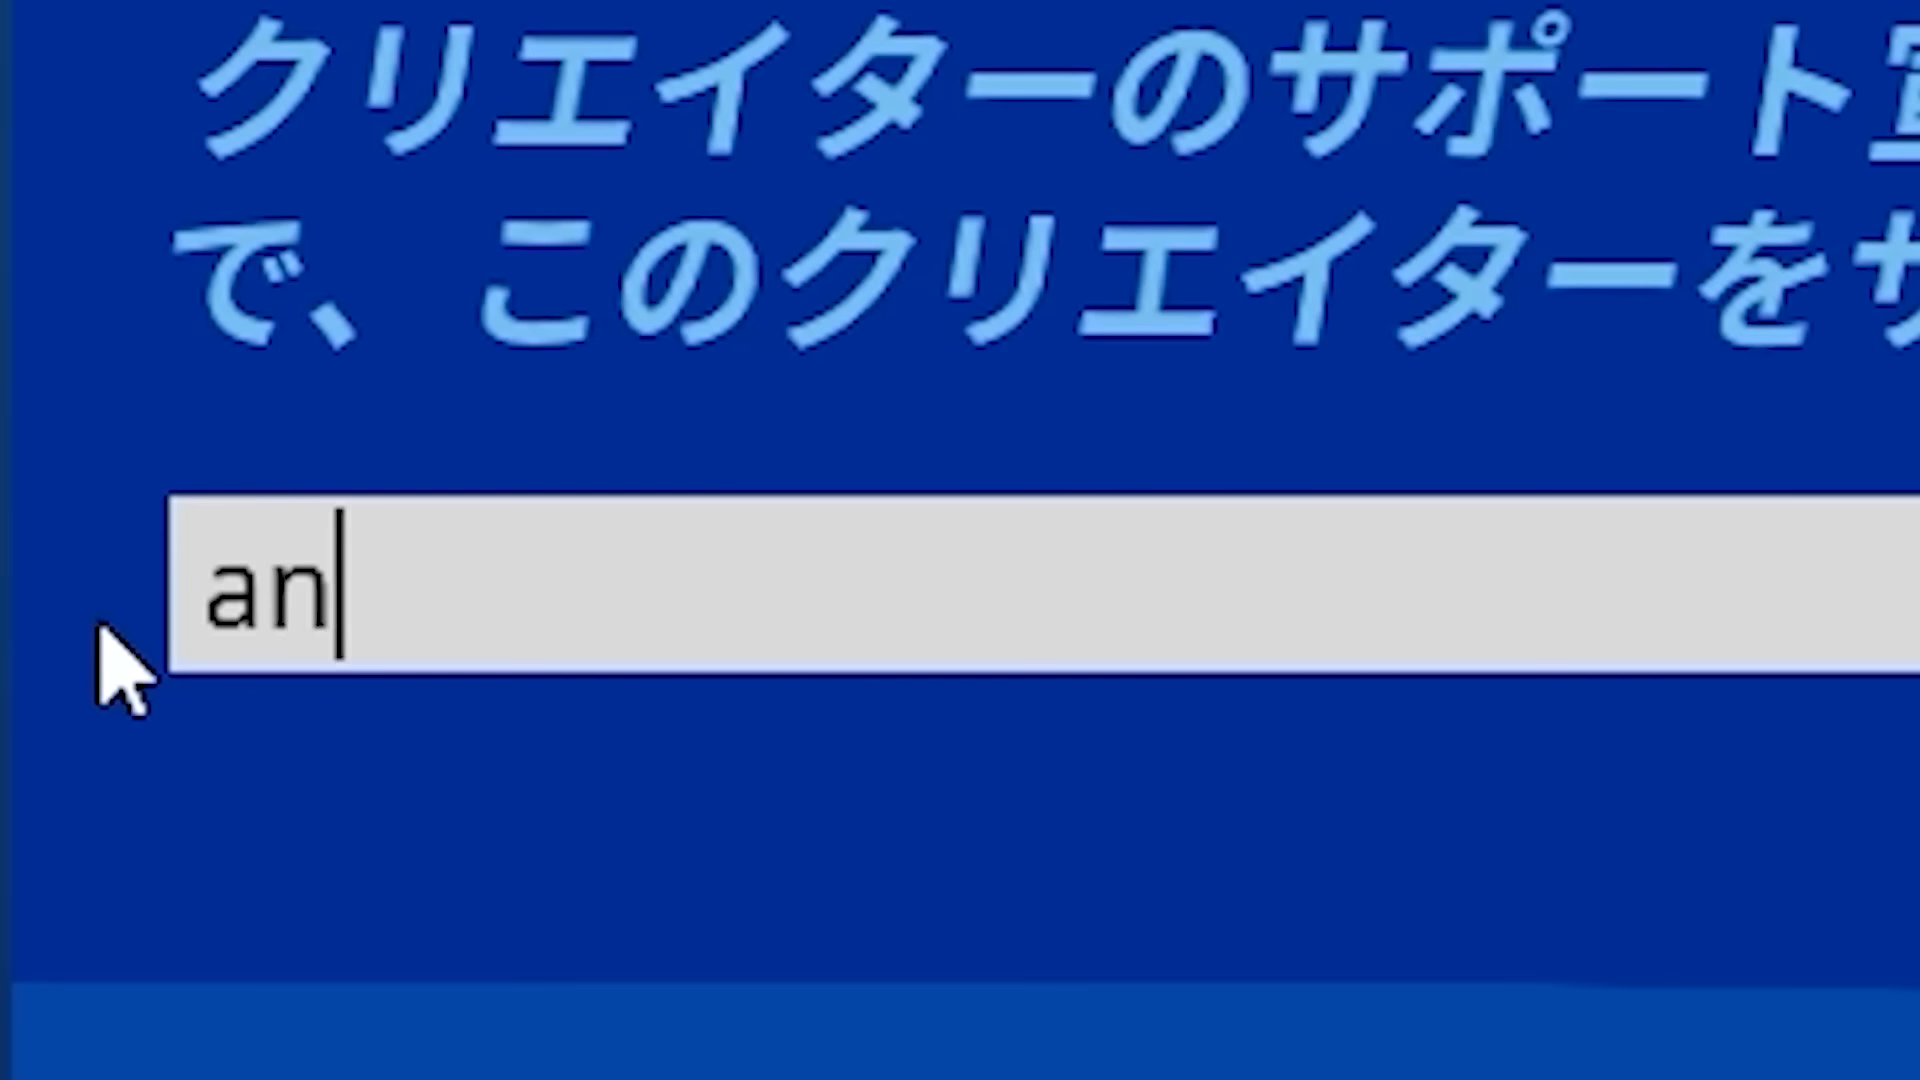 クリエイターのサポート
で、このクリエイターを
an